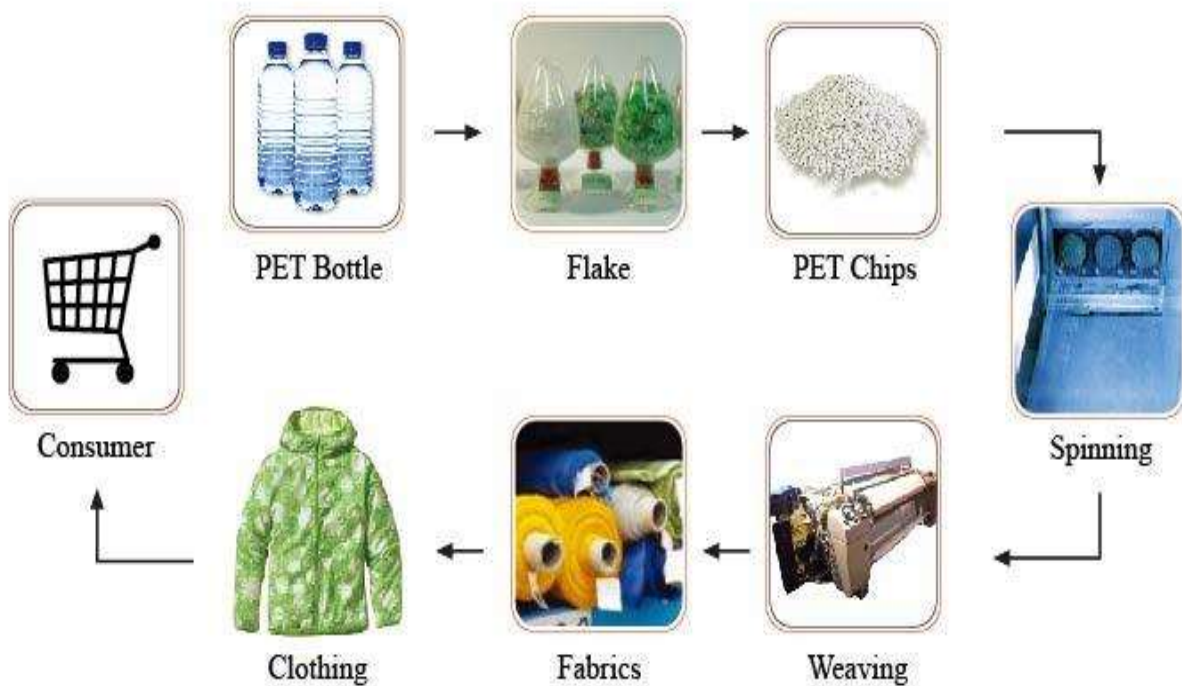 PET Bottle
Flake
PET Chips
Consumer
Spinning
Clothing
Fabrics
Weaving